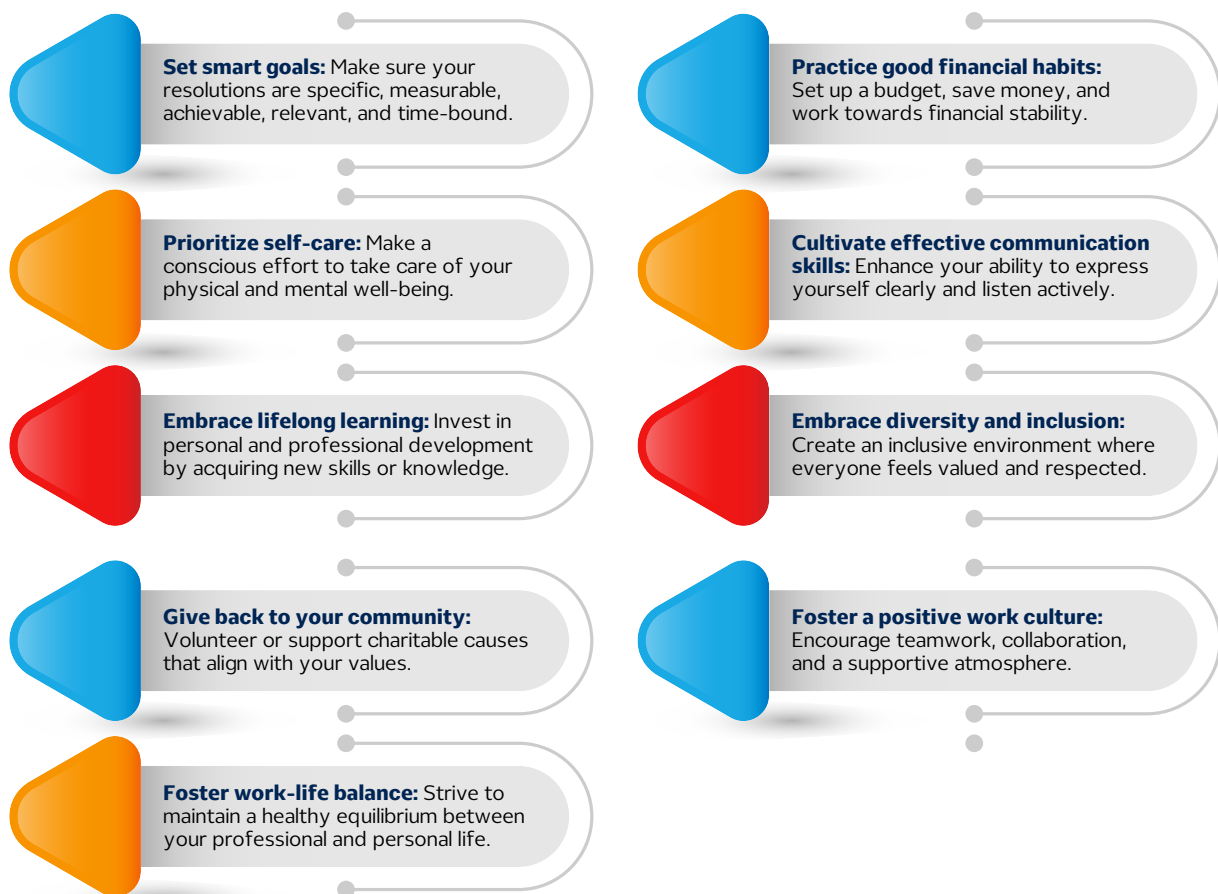 Set smart goals: Make sure your
resolutions are specific, measurable,
achievable, relevant, and time-bound.
Prioritize self-care: Make a
conscious effort to take care of your
physical and mental well-being.
Embrace lifelong learning: Invest in
personal and professional development
by acquiring new skills or knowledge.
Give back to your community:
Volunteer or support charitable causes
that align with your values.
Foster work-life balance: Strive to
maintain a healthy equilibrium between
your professional and personal life.
Practice good financial habits:
Set up a budget, save money, and
work towards financial stability.
Cultivate effective communication
skills: Enhance your ability to express
yourself clearly and listen actively.
Embrace diversity and inclusion:
Create an inclusive environment where
everyone feels valued and respected.
Foster a positive work culture:
Encourage teamwork, collaboration,
and a supportive atmosphere.